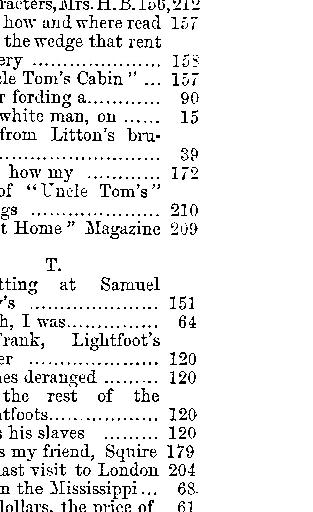 racters, Mrs. H. B. 156, 212
how and where read 157
the wedge that rent
ery ..................... 158
cle Tom's Cabin" ... 157
r fording a............ 90
white man, on ...... 15
from Litton's bru-
........................... 39
how my ............ 172
of "Uncle Tom's"
gs ..................... 210
t Home" Magazine 209
T.
tting at Samuel
y's ..................... 151
h, I was............... 64
Frank, Lightfoot's
er ..................... 120
nes deranged ......... 120
the rest of the
htfoots.................. 120
s his slaves ......... 120
s my friend, Squire 179
last visit to London 204
n the Mississippi... 68
dollars, the price of 61